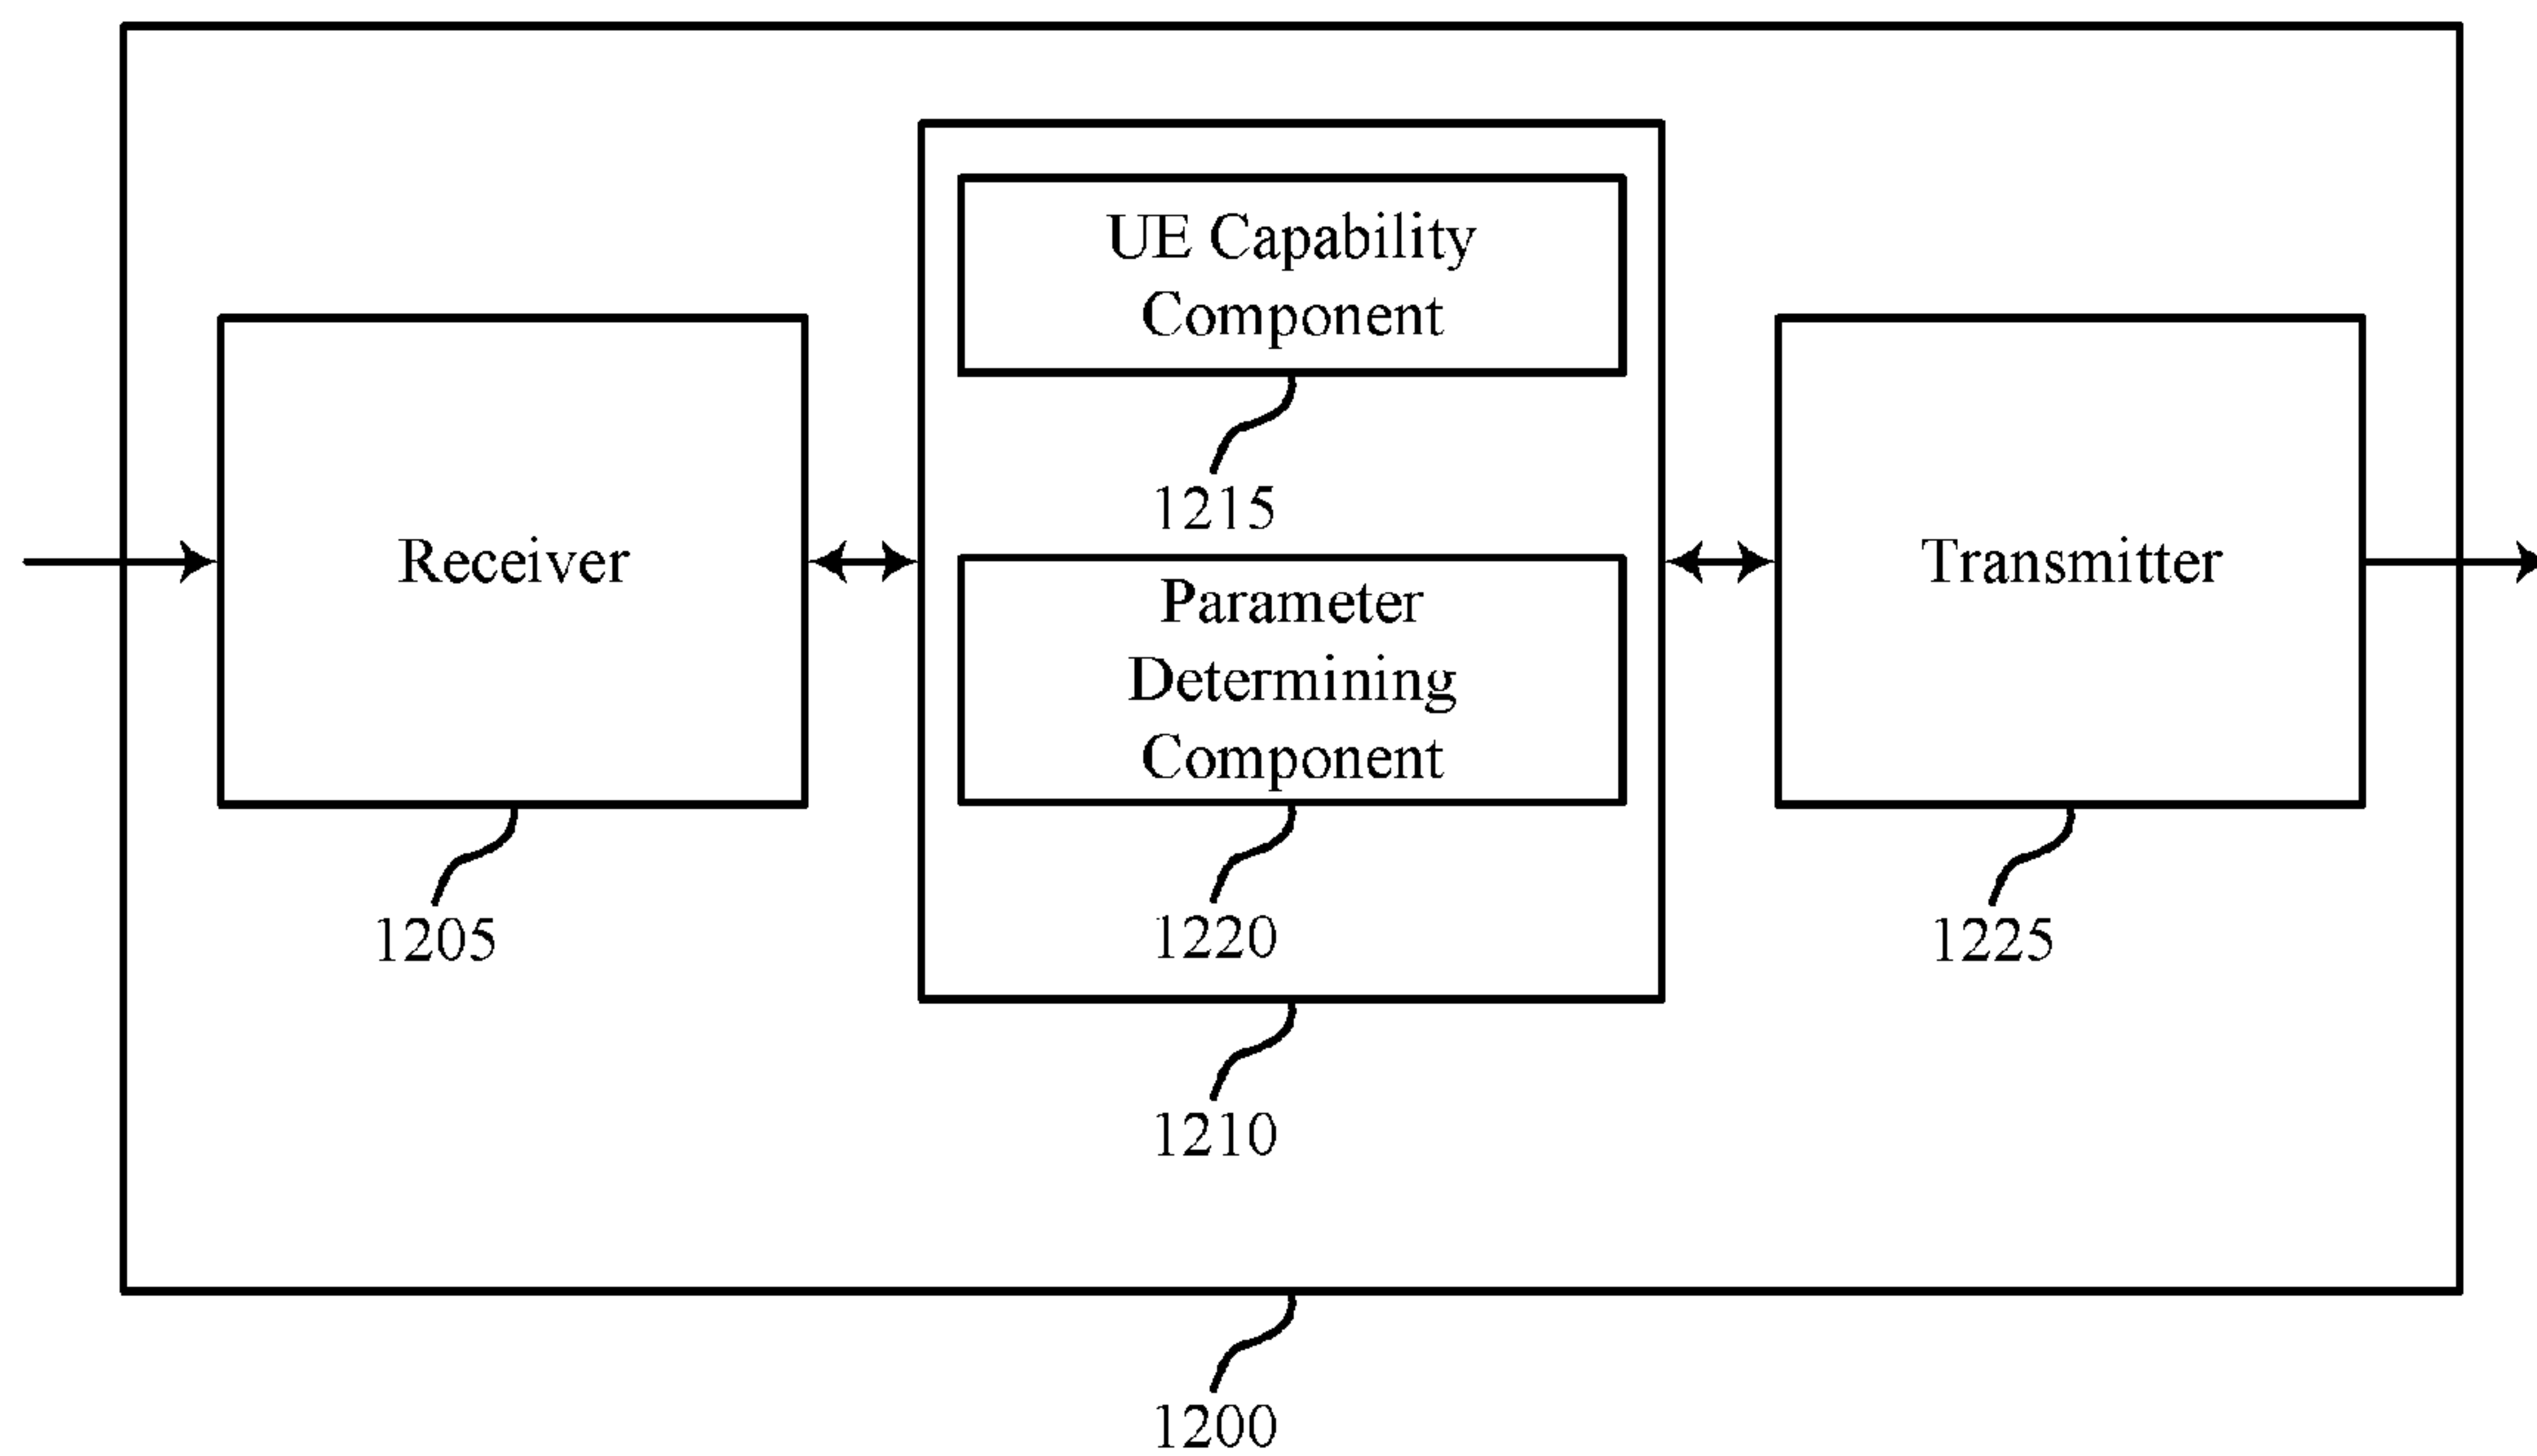 UE Capability
Component
1215
Receiver
Parameter
Determining
Component
Transmitter
1205
1220
1225
1210
1200